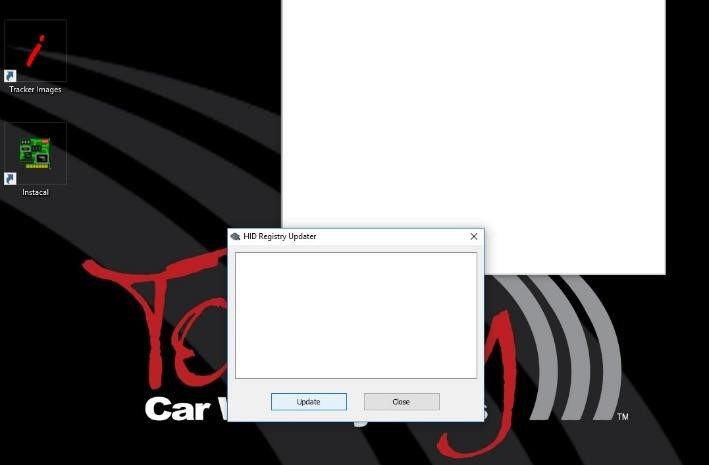 Tracker Images
Instacal
HID Registry Updater
Update
Close
Car
TM